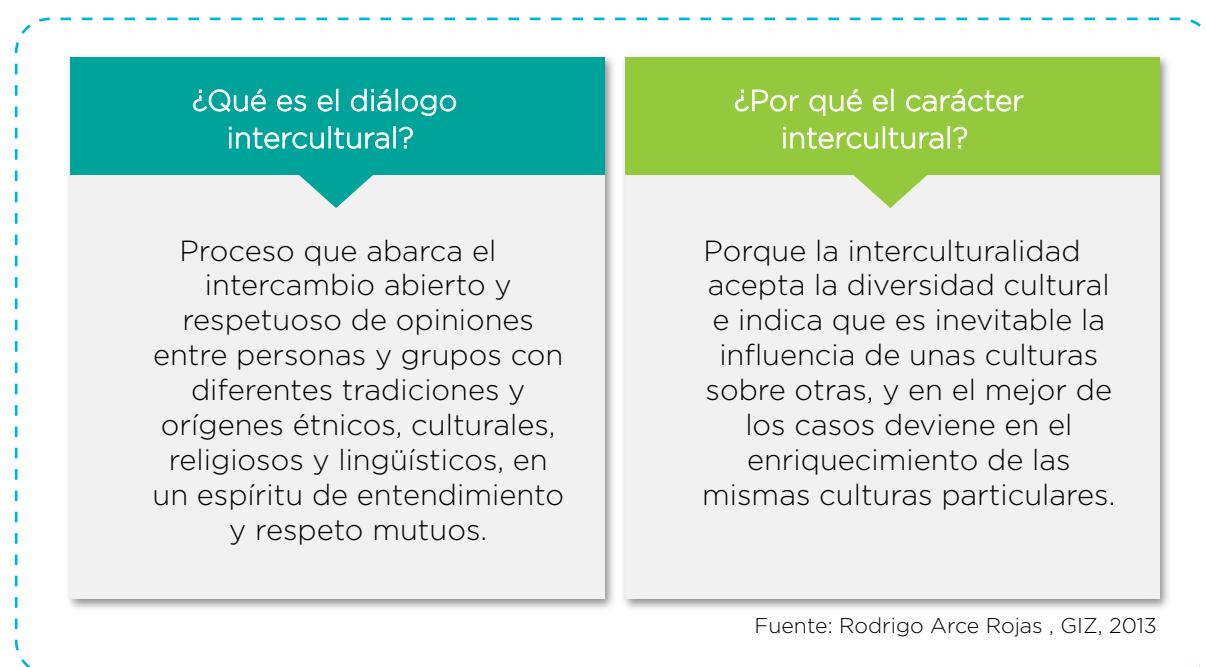 ¿Qué es el diálogo
intercultural?
Proceso que abarca el
intercambio abierto y
respetuoso de opiniones
entre personas y grupos con
diferentes tradiciones y
orígenes étnicos, culturales,
religiosos y lingüísticos, en
un espíritu de entendimiento
y respeto mutuos.
¿Por qué el carácter
intercultural?
Porque la interculturalidad
acepta la diversidad cultural
e indica que es inevitable la
influencia de unas culturas
sobre otras, y en el mejor de
los casos deviene en el
enriquecimiento de las
mismas culturas particulares.
Fuente: Rodrigo Arce Rojas , GIZ, 2013